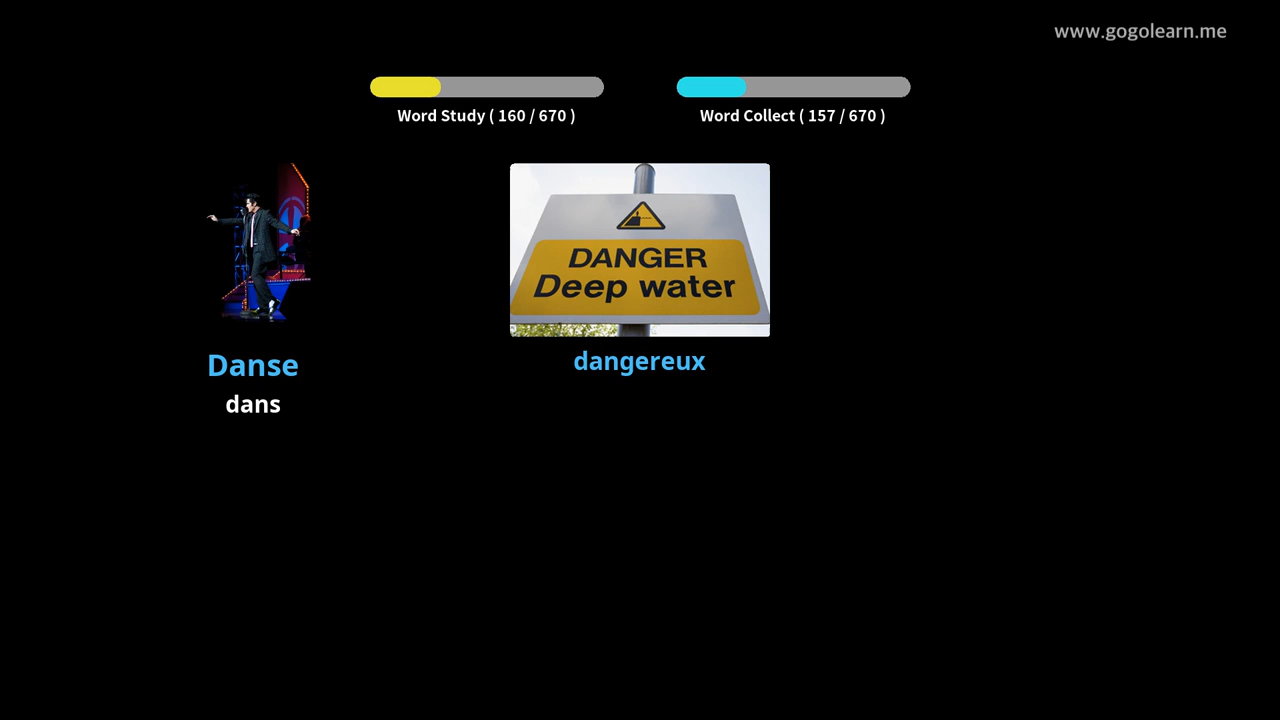 www.gogolearn.me
Word Study ( 160 / 670 )
Word Collect ( 157 / 670 )
DANGER
Deep water
Danse
dans
dangereux